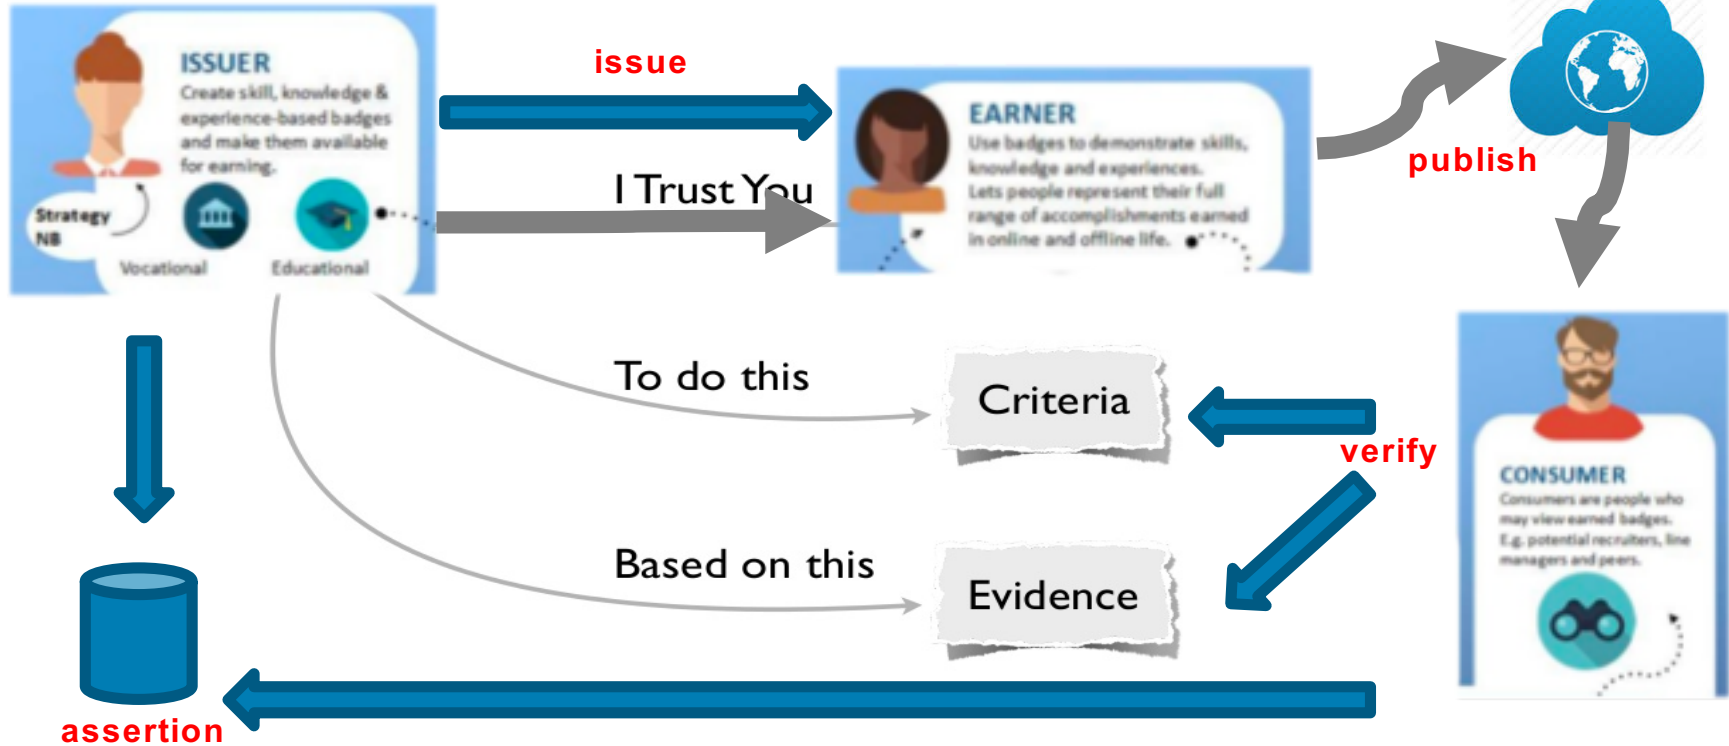 ISSUER
Create skill, knowledge &
experience-based badges
and make them available
for earning.
Strategy
NB
Vocational
Educational
issue
I Trust You
EARNER
Use badges to demonstrate skills,
knowledge and experiences.
Lets people represent their full
range of accomplishments earned
in online and offline life.
publish
To do this
Criteria
verify
Based on this
Evidence
CONSUMER
Consumers are people who
may view earned badges.
E.g. potential recruiters, line
managers and peers.
assertion